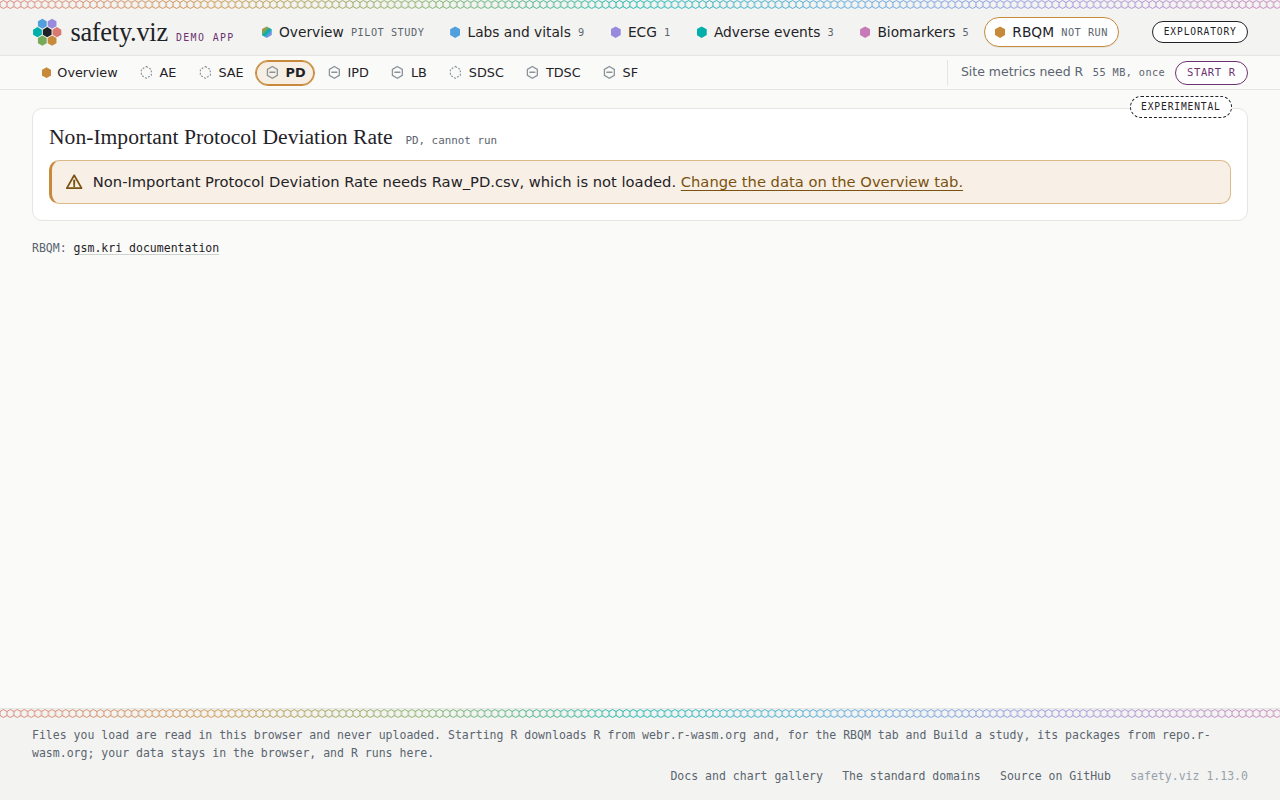 safety.viz DEMO APP
Overview PILOT STUDY
Labs and vitals 9
ECG 1
Adverse events 3
Biomarkers 5
RBQM NOT RUN
EXPLORATORY
Overview
AE
SAE
PD
IPD
LB
SDSC
TDSC
SF
Site metrics need R 55 MB, once
START R
EXPERIMENTAL
Non-Important Protocol Deviation Rate PD, cannot run
Non-Important Protocol Deviation Rate needs Raw_PD.csv, which is not loaded. Change the data on the Overview tab.
RBQM: gsm.kri documentation
Files you load are read in this browser and never uploaded. Starting R downloads R from webr.r-wasm.org and, for the RBQM tab and Build a study, its packages from repo.r-
wasm.org; your data stays in the browser, and R runs here.
Docs and chart gallery The standard domains Source on GitHub safety.viz 1.13.0